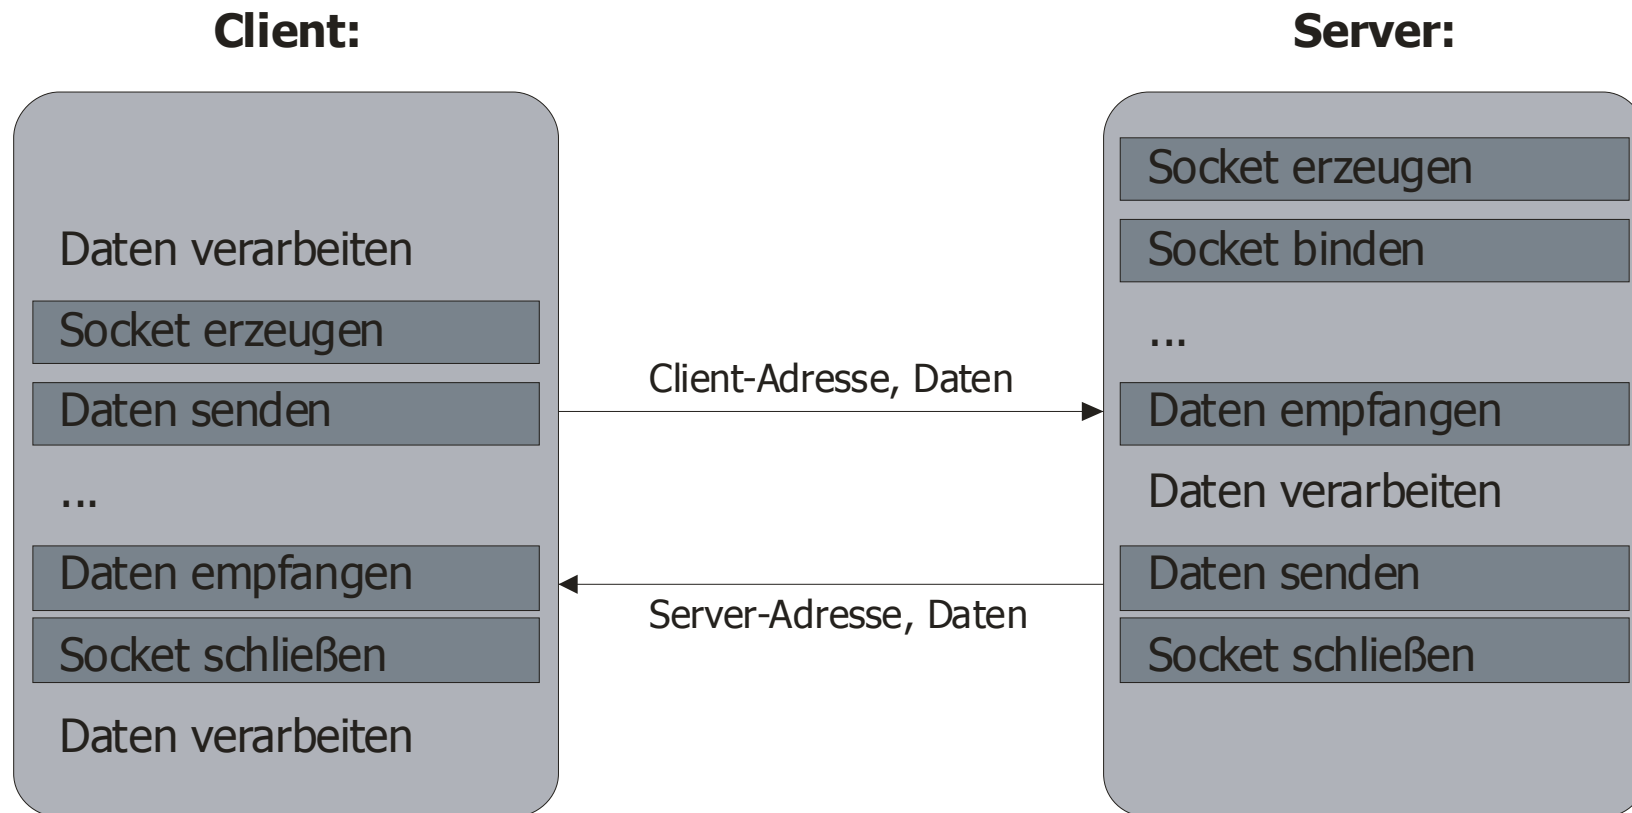 Client:
Daten verarbeiten
Socket erzeugen
Daten senden
...
Daten empfangen
Socket schließen
Daten verarbeiten
Client-Adresse, Daten
Server-Adresse, Daten
Server:
Socket erzeugen
Socket binden
...
Daten empfangen
Daten verarbeiten
Daten senden
Socket schließen